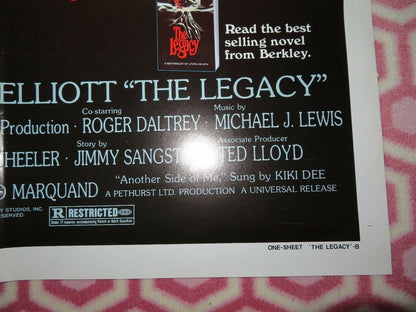 The
Legacy
Read the best
selling novel
from Berkley.
ELLIOTT "THE LEGACY"
Co-starring Music by
Production · ROGER DALTREY · MICHAEL J. LEWIS
Story by Associate Producer
HEELER · JIMMY SANGST TED LLOYD
MARQUAND "Another Side of Me," Sung by KIKI DEE
A PETHURST LTD. PRODUCTION A UNIVERSAL RELEASE
Y STUDIOS, INC.
RESERVED.
R RESTRICTED
ONE-SHEET 'THE LEGACY'-B